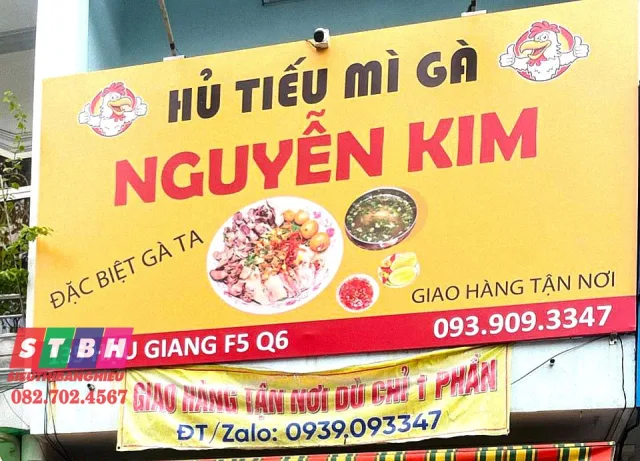 HỦ TIẾU MÌ GÀ
NGUYỄN KIM
ĐẶC BIỆT GÀ TA
GIAO HÀNG TẬN NƠI
U GIANG F5 Q6
093.909.3347
STBH
082.702.4567
GIAO HÀNG TẬN NƠI DÙ CHỈ 1 PHẦN
ĐT/Zalo: 0939.093347